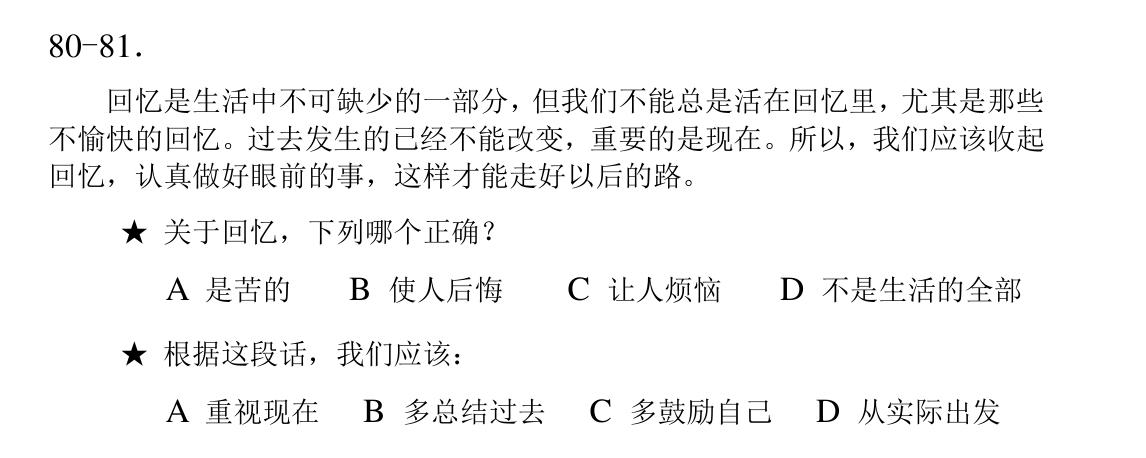 80-81.
回忆是生活中不可缺少的一部分，但我们不能总是活在回忆里，尤其是那些
不愉快的回忆。过去发生的已经不能改变，重要的是现在。所以，我们应该收起
回忆，认真做好眼前的事，这样才能走好以后的路。
★ 关于回忆，下列哪个正确？
A 是苦的 B 使人后悔 C 让人烦恼 D 不是生活的全部
★ 根据这段话，我们应该：
A 重视现在 B 多总结过去 C 多鼓励自己 D 从实际出发